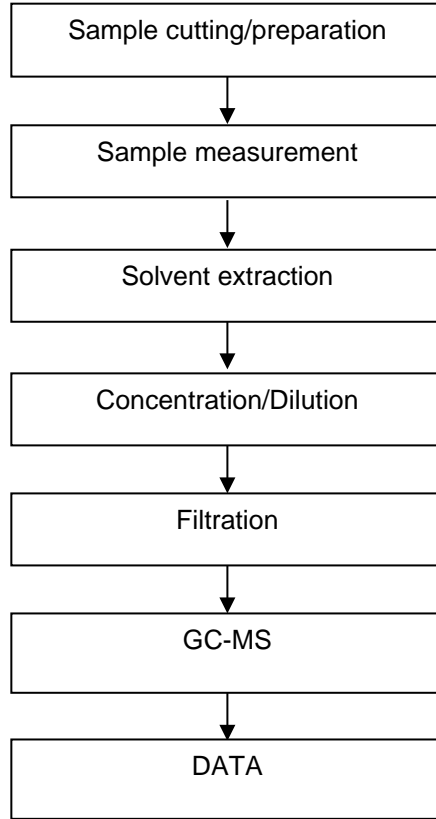 Sample cutting/preparation
Sample measurement
Solvent extraction
Concentration/Dilution
Filtration
GC-MS
DATA